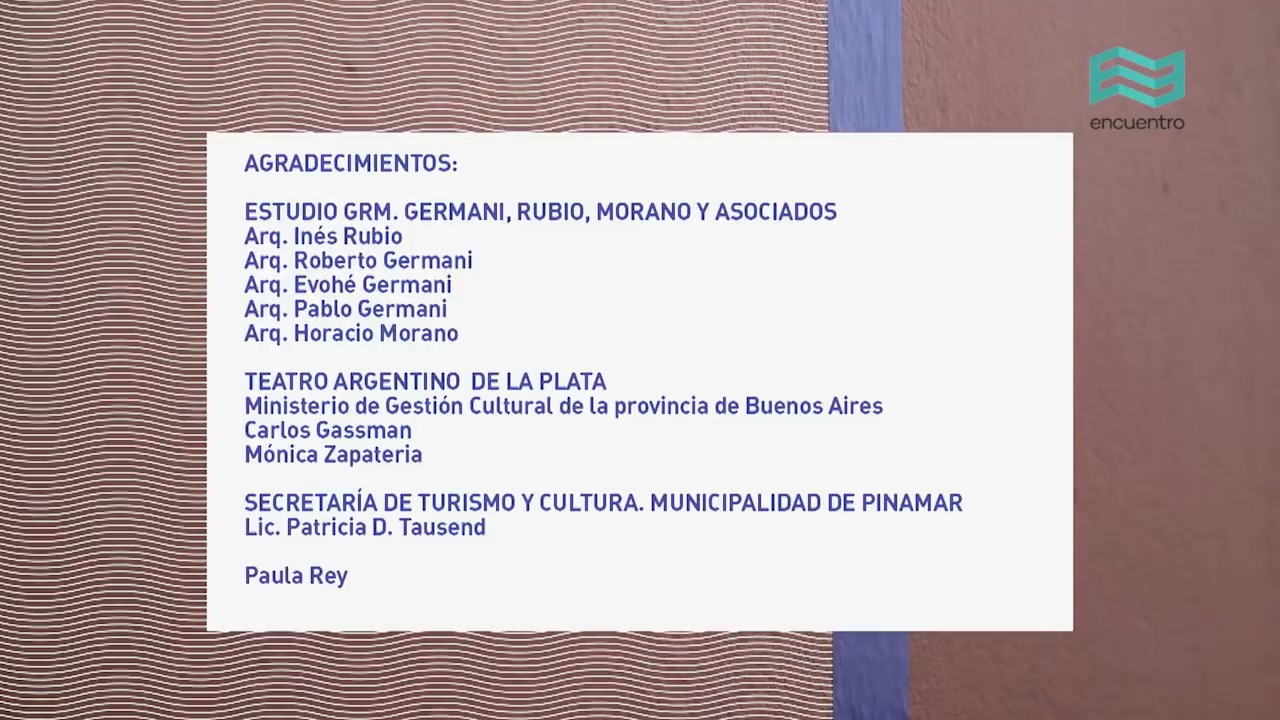 encuentro
AGRADECIMIENTOS:
ESTUDIO GRM. GERMANI, RUBIO, MORANO Y ASOCIADOS
Arq. Inés Rubio
Arq. Roberto Germani
Arq. Evohé Germani
Arq. Pablo Germani
Arq. Horacio Morano
TEATRO ARGENTINO DE LA PLATA
Ministerio de Gestión Cultural de la provincia de Buenos Aires
Carlos Gassman
Mónica Zapateria
SECRETARÍA DE TURISMO Y CULTURA. MUNICIPALIDAD DE PINAMAR
Lic. Patricia D. Tausend
Paula Rey